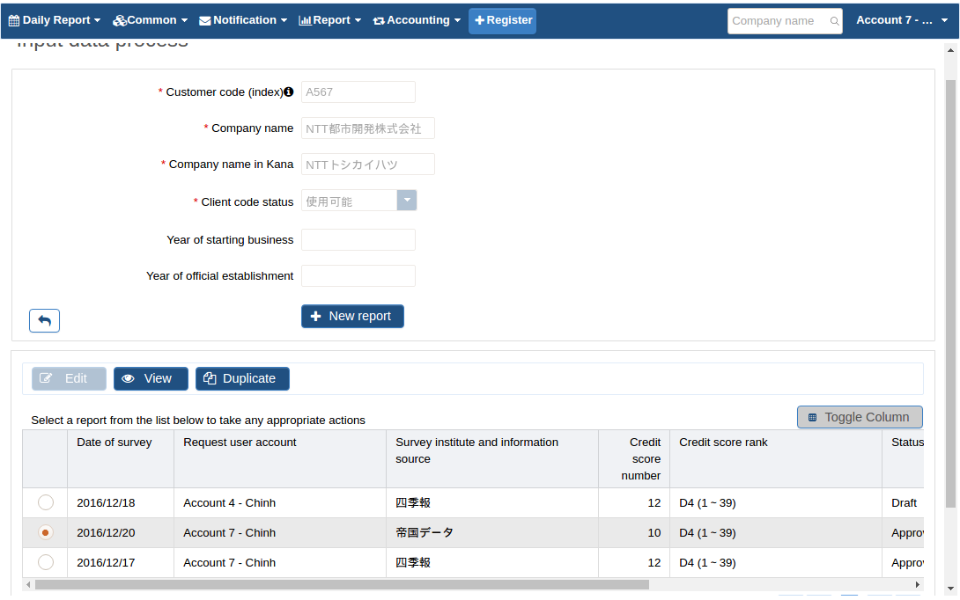 Daily Report Common Notification Report Accounting Register Company name Account 7 - ...
Input data process
* Customer code (index) A567
* Company name NTT都市開発株式会社
* Company name in Kana NTTトシカイハツ
* Client code status 使用可能
Year of starting business
Year of official establishment
New report
Edit View Duplicate
Select a report from the list below to take any appropriate actions Toggle Column
Date of survey Request user account Survey institute and information Credit Credit score rank Status
source score
number
2016/12/18 Account 4 - Chinh 四季報 12 D4 (1 ~ 39) Draft
2016/12/20 Account 7 - Chinh 帝国データ 10 D4 (1 ~ 39) Approv
2016/12/17 Account 7 - Chinh 四季報 12 D4 (1 ~ 39) Approv